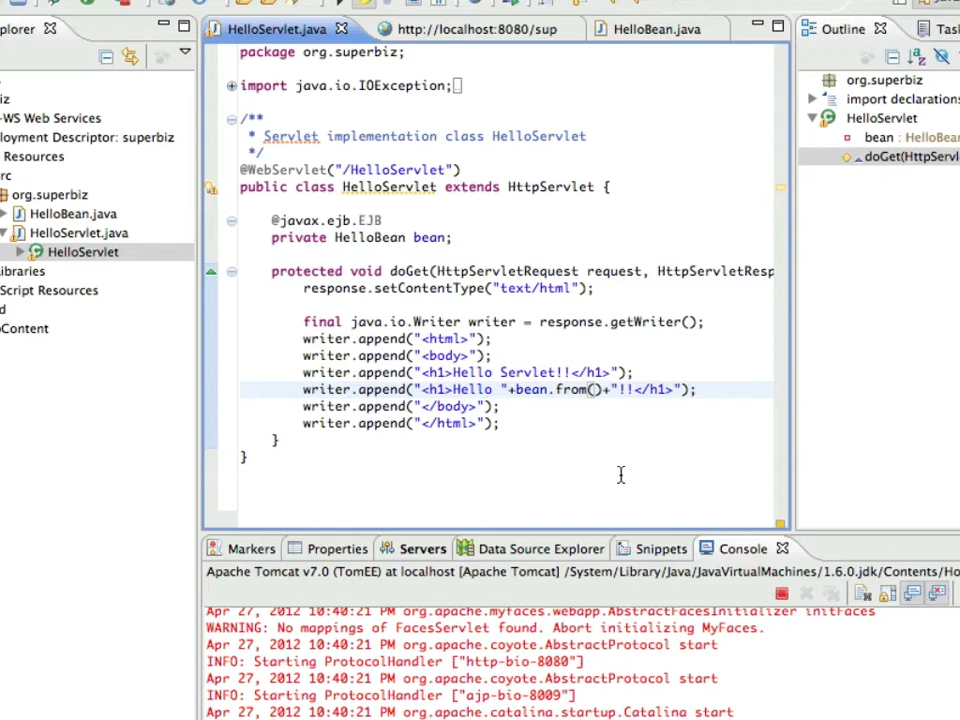 HelloServlet.java
http://localhost:8080/sup
HelloBean.java
Outline
Tas
plorer
package org.superbiz;
import java.io.IOException;
/**
* Servlet implementation class HelloServlet
*/
@WebServlet("/HelloServlet")
public class HelloServlet extends HttpServlet {
@javax.ejb.EJB
private HelloBean bean;
protected void doGet(HttpServletRequest request, HttpServletResp
response.setContentType("text/html");
final java.io.Writer writer = response.getWriter();
writer.append("<html>");
writer.append("<body>");
writer.append("<h1>Hello Servlet!!</h1>");
writer.append("<h1>Hello "+bean.from()+"!!</h1>");
writer.append("</body>");
writer.append("</html>");
}
}
iz
-WS Web Services
loyment Descriptor: superbiz
Resources
rc
org.superbiz
HelloBean.java
HelloServlet.java
HelloServlet
ibraries
Script Resources
d
Content
org.superbiz
import declarations
HelloServlet
bean : HelloBea
doGet(HttpServl
Markers
Properties
Servers
Data Source Explorer
Snippets
Console
Apache Tomcat v7.0 (TomEE) at localhost [Apache Tomcat] /System/Library/Java/JavaVirtualMachines/1.6.0.jdk/Contents/Ho
Apr 27, 2012 10:40:21 PM org.apache.myfaces.webapp.AbstractFacesInitializer initFaces
WARNING: No mappings of FacesServlet found. Abort initializing MyFaces.
Apr 27, 2012 10:40:21 PM org.apache.coyote.AbstractProtocol start
INFO: Starting ProtocolHandler ["http-bio-8080"]
Apr 27, 2012 10:40:21 PM org.apache.coyote.AbstractProtocol start
INFO: Starting ProtocolHandler ["ajp-bio-8009"]
Apr 27, 2012 10:40:21 PM org.apache.catalina.startup.Catalina start